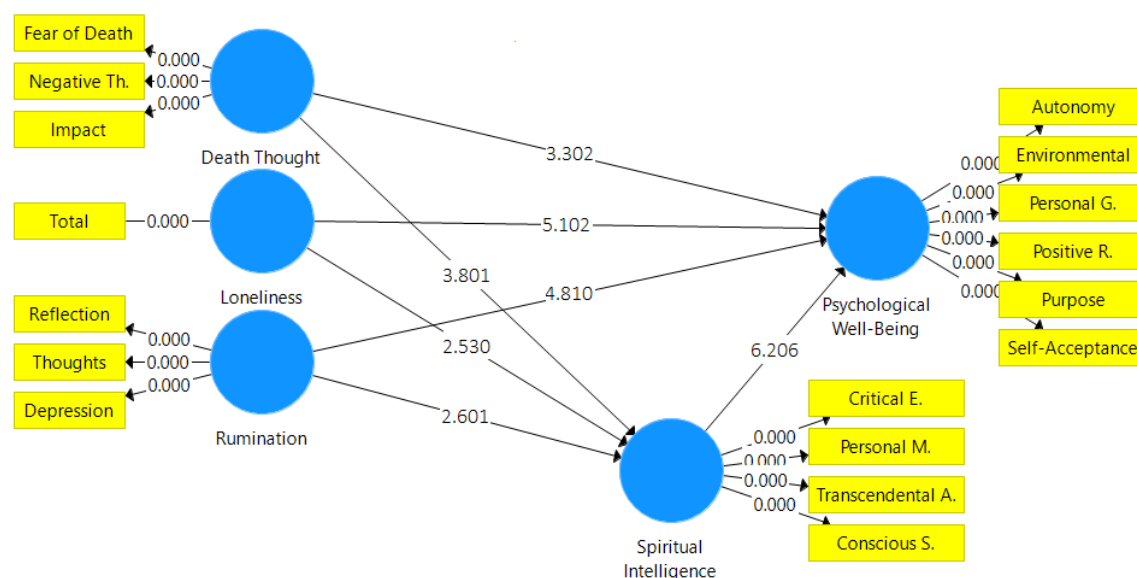 Fear of Death
Negative Th.
Impact
0.000
0.000
0.000
Death Thought
Total
0.000
Loneliness
Reflection
Thoughts
Depression
0.000
0.000
0.000
Rumination
3.302
5.102
3.801
4.810
2.530
2.601
6.206
Psychological
Well-Being
0.000
0.000
0.000
0.000
0.000
0.000
Autonomy
Environmental
Personal G.
Positive R.
Purpose
Self-Acceptance
Spiritual
Intelligence
0.000
0.000
0.000
0.000
Critical E.
Personal M.
Transcendental A.
Conscious S.